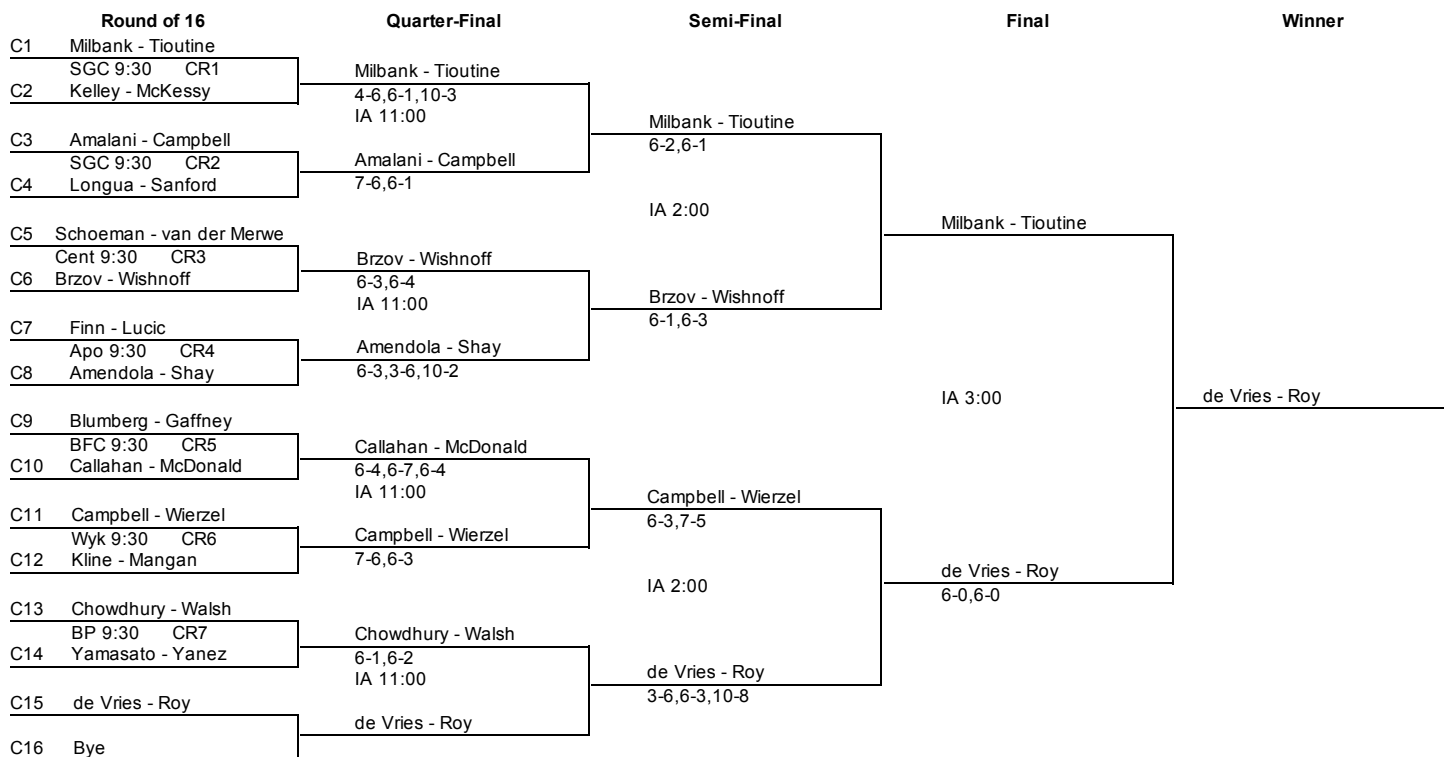 Round of 16 Quarter-Final Semi-Final Final Winner
C1 Milbank - Tioutine
SGC 9:30 CR1
C2 Kelley - McKessy
C3 Amalani - Campbell
SGC 9:30 CR2
C4 Longua - Sanford
C5 Schoeman - van der Merwe
Cent 9:30 CR3
C6 Brzov - Wishnoff
C7 Finn - Lucic
Apo 9:30 CR4
C8 Amendola - Shay
C9 Blumberg - Gaffney
BFC 9:30 CR5
C10 Callahan - McDonald
C11 Campbell - Wierzel
Wyk 9:30 CR6
C12 Kline - Mangan
C13 Chowdhury - Walsh
BP 9:30 CR7
C14 Yamasato - Yanez
C15 de Vries - Roy
C16 Bye
Milbank - Tioutine
4-6,6-1,10-3
IA 11:00
Amalani - Campbell
7-6,6-1
Brzov - Wishnoff
6-3,6-4
IA 11:00
Amendola - Shay
6-3,3-6,10-2
Callahan - McDonald
6-4,6-7,6-4
IA 11:00
Campbell - Wierzel
7-6,6-3
Chowdhury - Walsh
6-1,6-2
IA 11:00
de Vries - Roy
Milbank - Tioutine
6-2,6-1
IA 2:00
Brzov - Wishnoff
6-1,6-3
Campbell - Wierzel
6-3,7-5
IA 2:00
de Vries - Roy
3-6,6-3,10-8
Milbank - Tioutine
IA 3:00
de Vries - Roy
6-0,6-0
de Vries - Roy